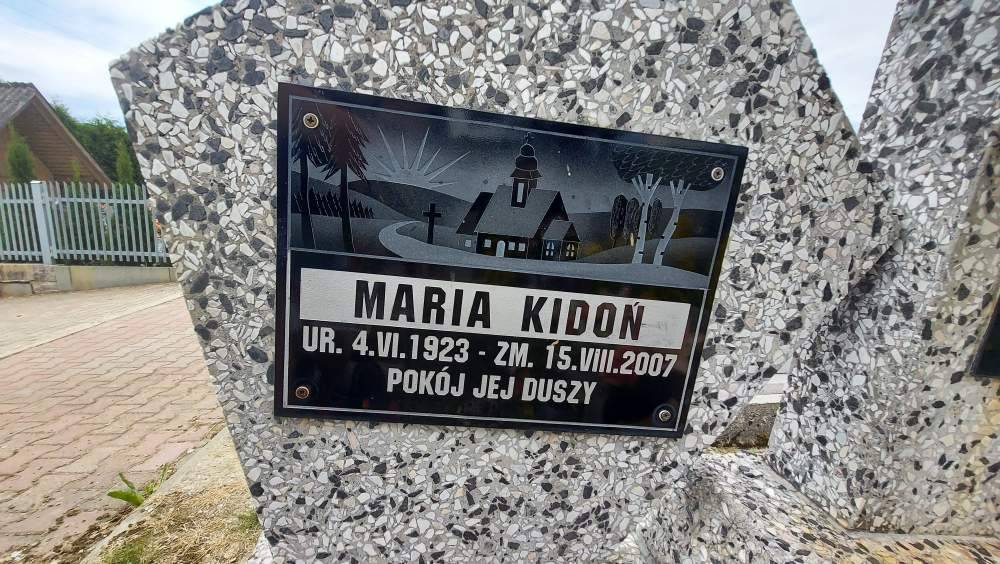 MARIA KIDOŃ
UR. 4.VI.1923 - ZM. 15.VIII.2007
POKÓJ JEJ DUSZY